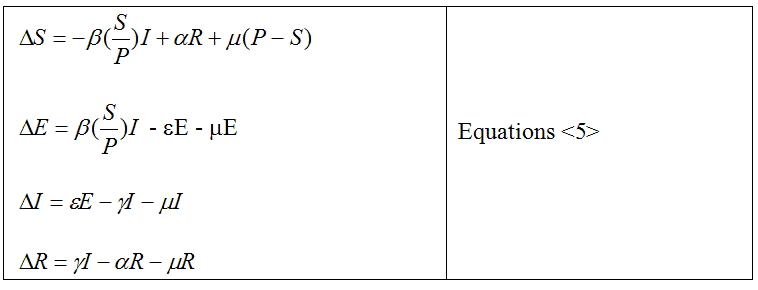 ΔS = −β(S/P)I + αR + μ(P − S)
ΔE = β(S/P)I - εE - μE
Equations <5>
ΔI = εE − γI − μI
ΔR = γI − αR − μR